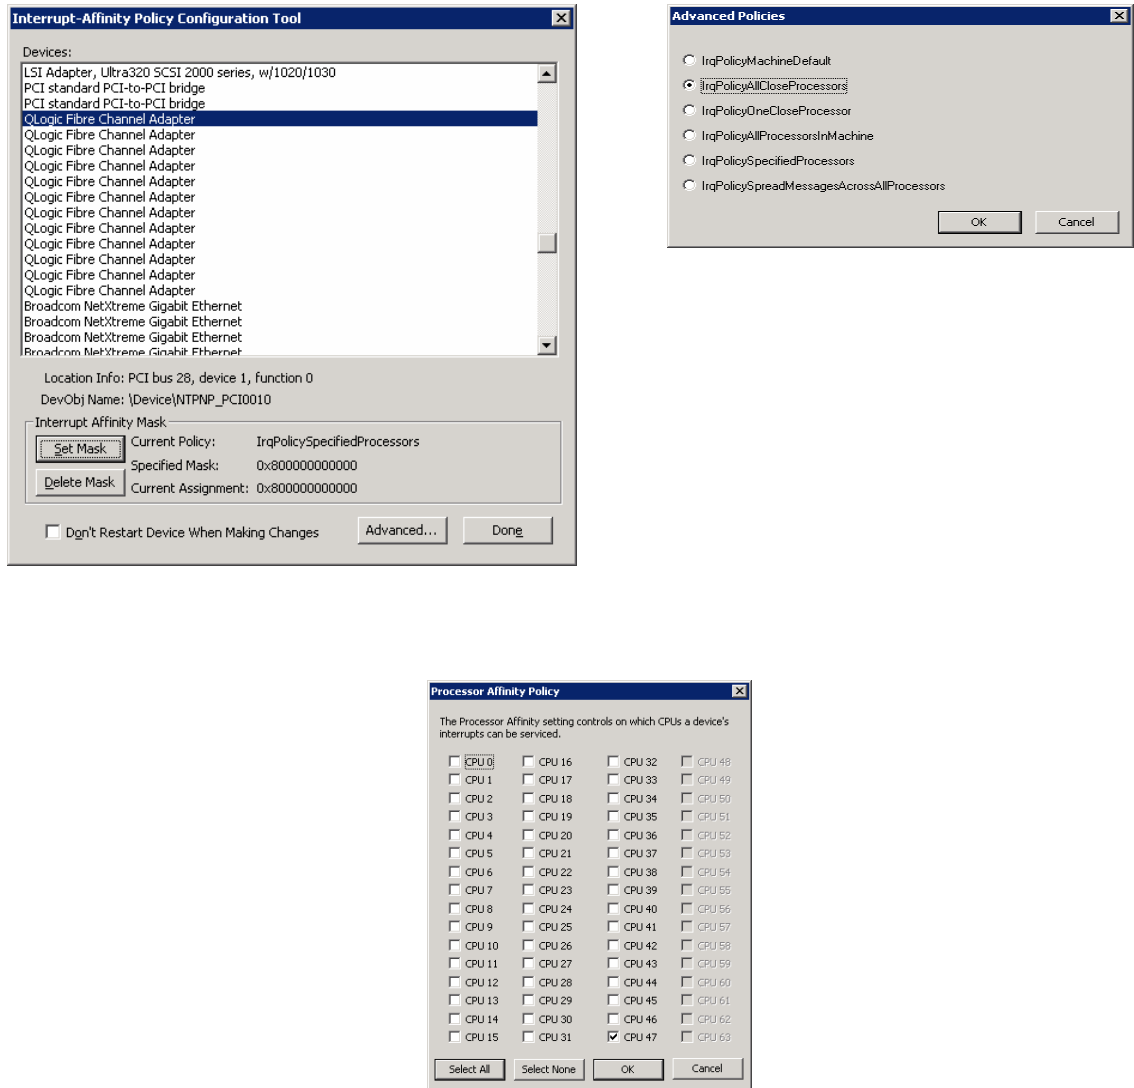 Interrupt-Affinity Policy Configuration Tool
Devices:
LSI Adapter, Ultra320 SCSI 2000 series, w/1020/1030
PCI standard PCI-to-PCI bridge
PCI standard PCI-to-PCI bridge
QLogic Fibre Channel Adapter
QLogic Fibre Channel Adapter
QLogic Fibre Channel Adapter
QLogic Fibre Channel Adapter
QLogic Fibre Channel Adapter
QLogic Fibre Channel Adapter
QLogic Fibre Channel Adapter
QLogic Fibre Channel Adapter
QLogic Fibre Channel Adapter
QLogic Fibre Channel Adapter
QLogic Fibre Channel Adapter
QLogic Fibre Channel Adapter
Broadcom NetXtreme Gigabit Ethernet
Broadcom NetXtreme Gigabit Ethernet
Broadcom NetXtreme Gigabit Ethernet
Broadcom NetXtreme Gigabit Ethernet
Location Info: PCI bus 28, device 1, function 0
DevObj Name: \Device\NTPNP_PCI0010
Interrupt Affinity Mask
Set Mask
Delete Mask
Current Policy: IrqPolicySpecifiedProcessors
Specified Mask: 0x800000000000
Current Assignment: 0x800000000000
Don't Restart Device When Making Changes
Advanced...
Done
Advanced Policies
IrqPolicyMachineDefault
IrqPolicyAllCloseProcessors
IrqPolicyOneCloseProcessor
IrqPolicyAllProcessorsInMachine
IrqPolicySpecifiedProcessors
IrqPolicySpreadMessagesAcrossAllProcessors
OK
Cancel
Processor Affinity Policy
The Processor Affinity setting controls on which CPUs a device's
interrupts can be serviced.
CPU 0 CPU 16 CPU 32 CPU 48
CPU 1 CPU 17 CPU 33 CPU 49
CPU 2 CPU 18 CPU 34 CPU 50
CPU 3 CPU 19 CPU 35 CPU 51
CPU 4 CPU 20 CPU 36 CPU 52
CPU 5 CPU 21 CPU 37 CPU 53
CPU 6 CPU 22 CPU 38 CPU 54
CPU 7 CPU 23 CPU 39 CPU 55
CPU 8 CPU 24 CPU 40 CPU 56
CPU 9 CPU 25 CPU 41 CPU 57
CPU 10 CPU 26 CPU 42 CPU 58
CPU 11 CPU 27 CPU 43 CPU 59
CPU 12 CPU 28 CPU 44 CPU 60
CPU 13 CPU 29 CPU 45 CPU 61
CPU 14 CPU 30 CPU 46 CPU 62
CPU 15 CPU 31 CPU 47 CPU 63
Select All
Select None
OK
Cancel